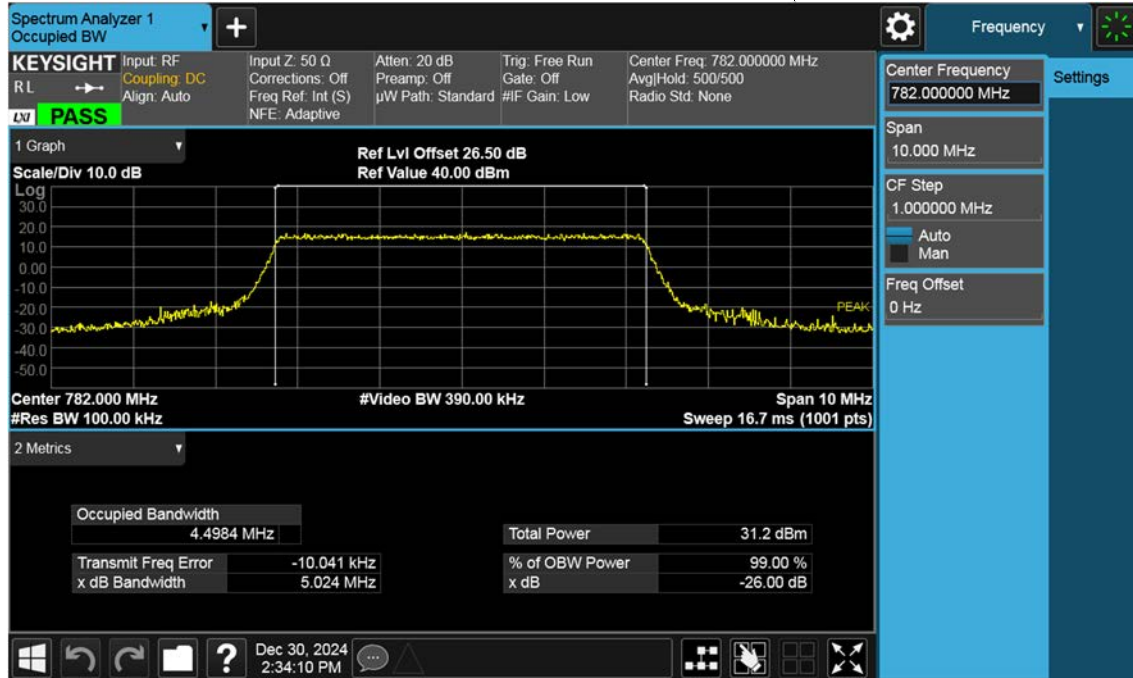 Spectrum Analyzer 1
Occupied BW
+
Frequency
KEYSIGHT
R L
LXI PASS
Input: RF
Coupling: DC
Align: Auto
Input Z: 50 Ω
Corrections: Off
Freq Ref: Int (S)
NFE: Adaptive
Atten: 20 dB
Preamp: Off
µW Path: Standard
Trig: Free Run
Gate: Off
#IF Gain: Low
Center Freq: 782.000000 MHz
Avg|Hold: 500/500
Radio Std: None
Center Frequency
782.000000 MHz
Settings
Span
10.000 MHz
CF Step
1.000000 MHz
Auto
Man
Freq Offset
0 Hz
1 Graph
Scale/Div 10.0 dB
Ref Lvl Offset 26.50 dB
Ref Value 40.00 dBm
Log
30.0
20.0
10.0
0.00
-10.0
-20.0
-30.0
-40.0
-50.0
PEAK
Center 782.000 MHz
#Video BW 390.00 kHz
Span 10 MHz
#Res BW 100.00 kHz
Sweep 16.7 ms (1001 pts)
2 Metrics
Occupied Bandwidth
4.4984 MHz
Total Power 31.2 dBm
Transmit Freq Error -10.041 kHz
% of OBW Power 99.00 %
x dB Bandwidth 5.024 MHz
x dB -26.00 dB
?
Dec 30, 2024
2:34:10 PM